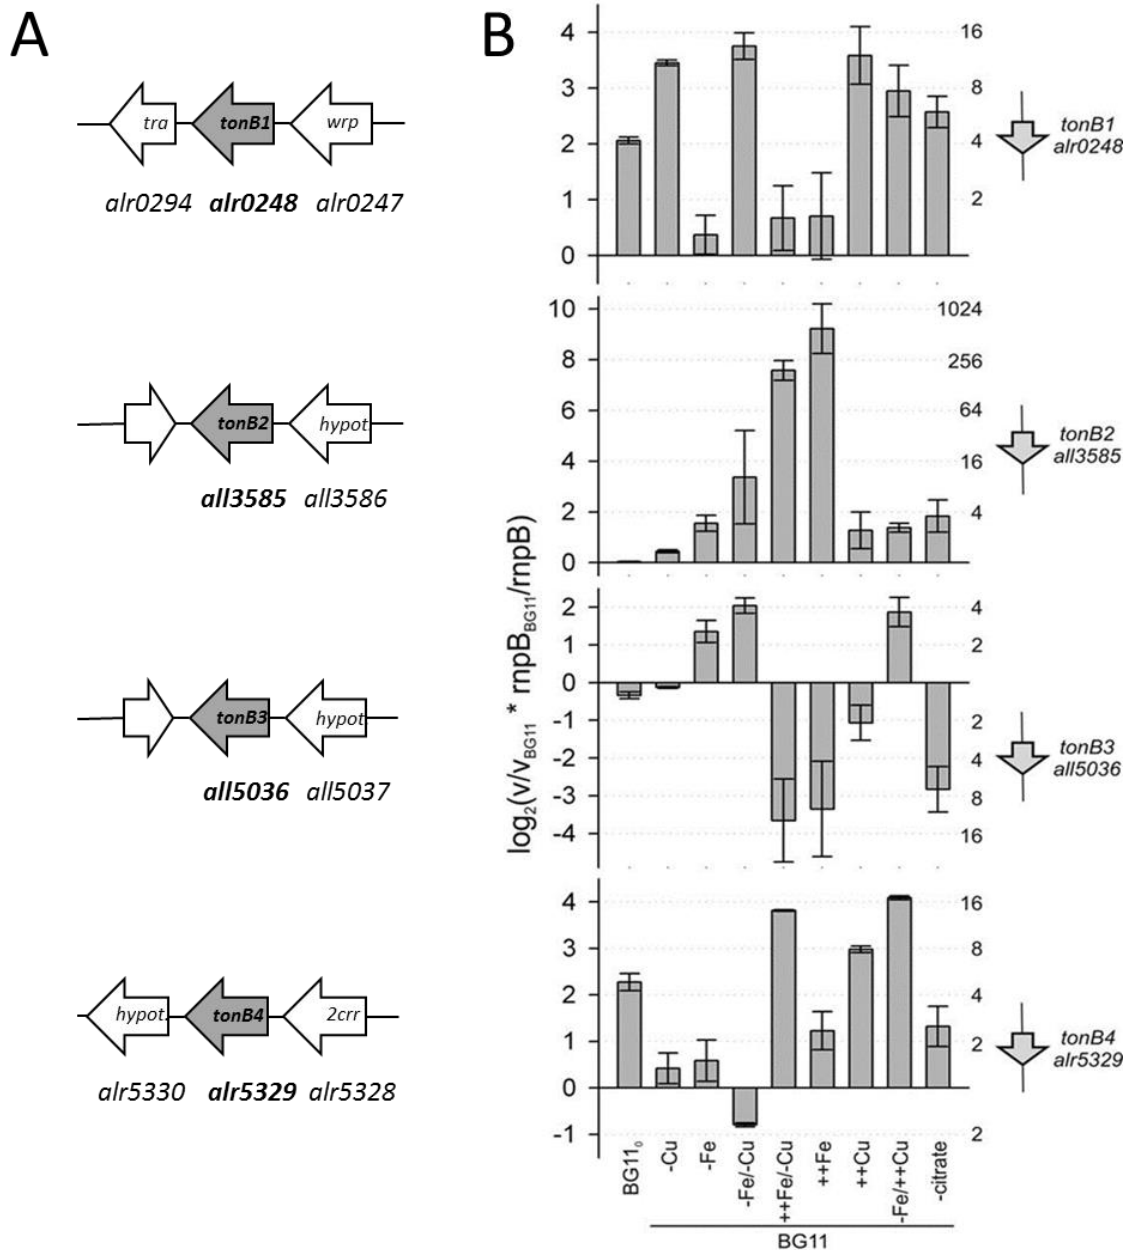 A
tra
tonB1
wrp
alr0294 alr0248 alr0247
tonB2
hypot.
all3585 all3586
tonB3
hypot
all5036 all5037
hypot.
tonB4
2crr
alr5330 alr5329 alr5328
B
log2(v/vBG11 * rnpBBG11/rnpB)
4
3
2
1
0
16
8
4
2
tonB1
alr0248
10
8
6
4
2
0
1024
256
64
16
4
tonB2
all3585
2
1
0
-1
-2
-3
-4
4
2
2
4
8
16
tonB3
all5036
4
3
2
1
0
-1
16
8
4
2
2
tonB4
alr5329
BG110
-Cu
-Fe
-Fe/-Cu
++Fe/-Cu
++Fe
++Cu
-Fe/++Cu
-citrate
BG11